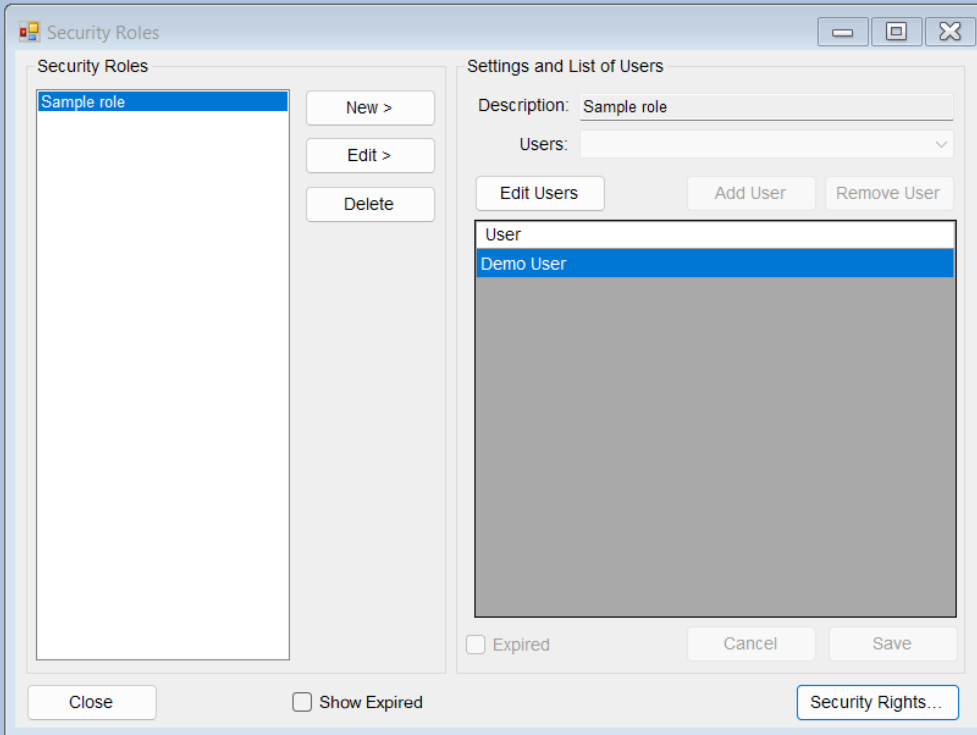 Security Roles
Security Roles
Sample role
New >
Edit >
Delete
Settings and List of Users
Description: Sample role
Users:
Edit Users Add User Remove User
User
Demo User
Expired Cancel Save
Close Show Expired Security Rights...